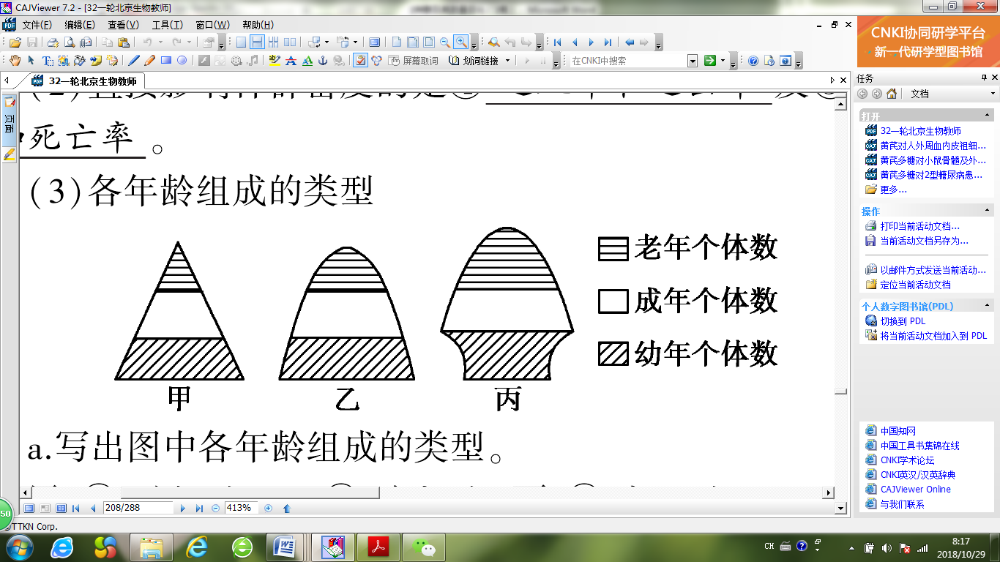 CAJViewer 7.2 - [32一轮北京生物教师]
文件(F) 编辑(E) 查看(V) 工具(T) 窗口(W) 帮助(H)
屏幕取词 划词链接 在CNKI中搜索
CNKI协同研学平台
新一代研学型图书馆
32一轮北京生物教师
页面
死亡率。
(3)各年龄组成的类型
老年个体数
成年个体数
幼年个体数
甲 乙 丙
a.写出图中各年龄组成的类型。
任务
文档
打开
32一轮北京生物教师
黄芪对人外周血内皮祖细...
黄芪多糖对小鼠骨髓及外...
黄芪多糖对2型糖尿病患...
更多...
操作
打印当前活动文档...
当前活动文档另存为...
以邮件方式发送当前活动...
定位当前活动文档
个人数字图书馆(PDL)
切换到 PDL
将当前活动文档加入到 PDL
中国知网
中国工具书集锦在线
CNKI学术论坛
CNKI英汉/汉英辞典
CAJViewer Online
与我们联系
208/288 413%
50
©TTKN Corp.
CH
8:17
2018/10/29